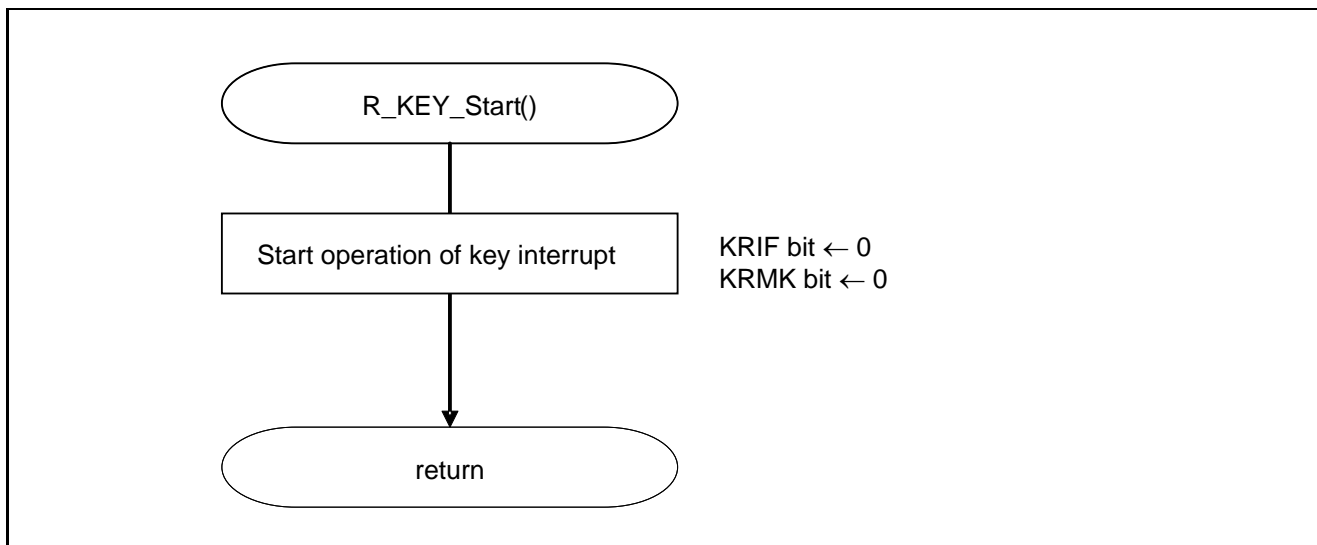 R_KEY_Start()
Start operation of key interrupt
KRIF bit ← 0
KRMK bit ← 0
return